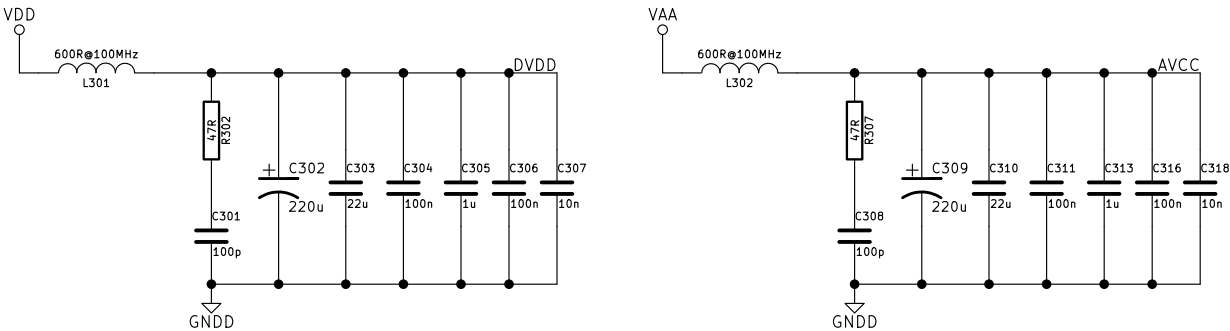 VDD
600R@100MHz
L301
DVDD
47R
R302
C301
100p
+
C302
220u
C303
22u
C304
100n
C305
1u
C306
100n
C307
10n
GNDD
VAA
600R@100MHz
L302
AVCC
47R
R307
C308
100p
+
C309
220u
C310
22u
C311
100n
C313
1u
C316
100n
C318
10n
GNDD